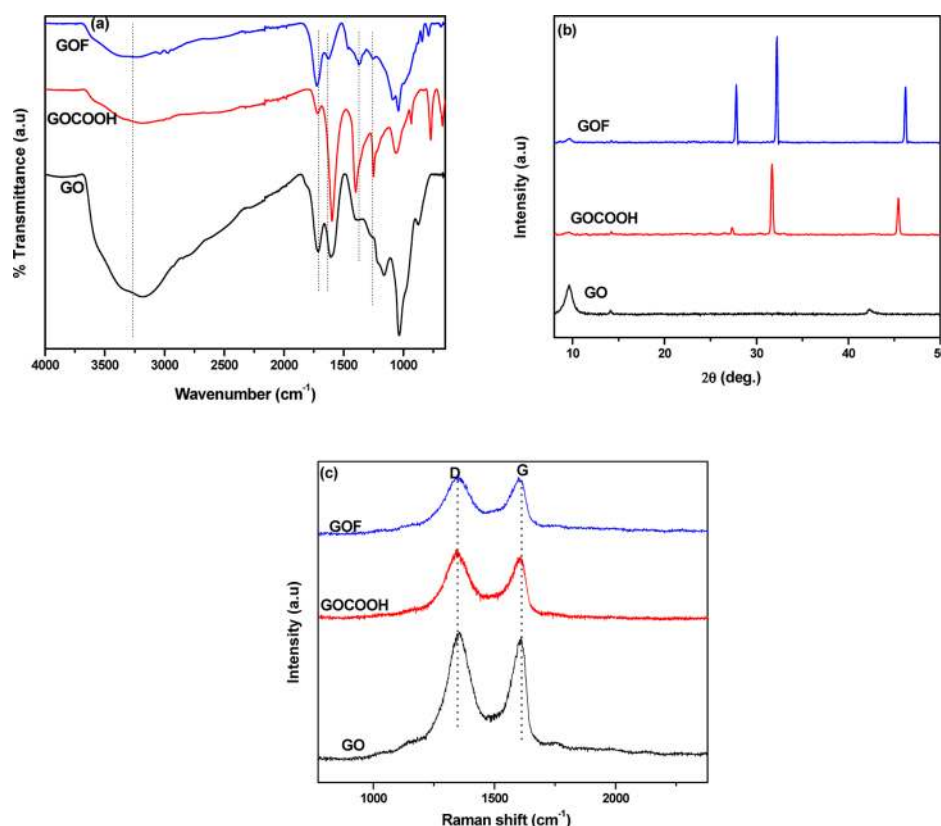 (a)
GOF
GOCOOH
GO
% Transmittance (a.u)
4000 3500 3000 2500 2000 1500 1000
Wavenumber (cm⁻¹)
(b)
GOF
GOCOOH
GO
Intensity (a.u)
10 20 30 40 50
2θ (deg.)
(c)
D G
GOF
GOCOOH
GO
Intensity (a.u)
1000 1500 2000
Raman shift (cm⁻¹)